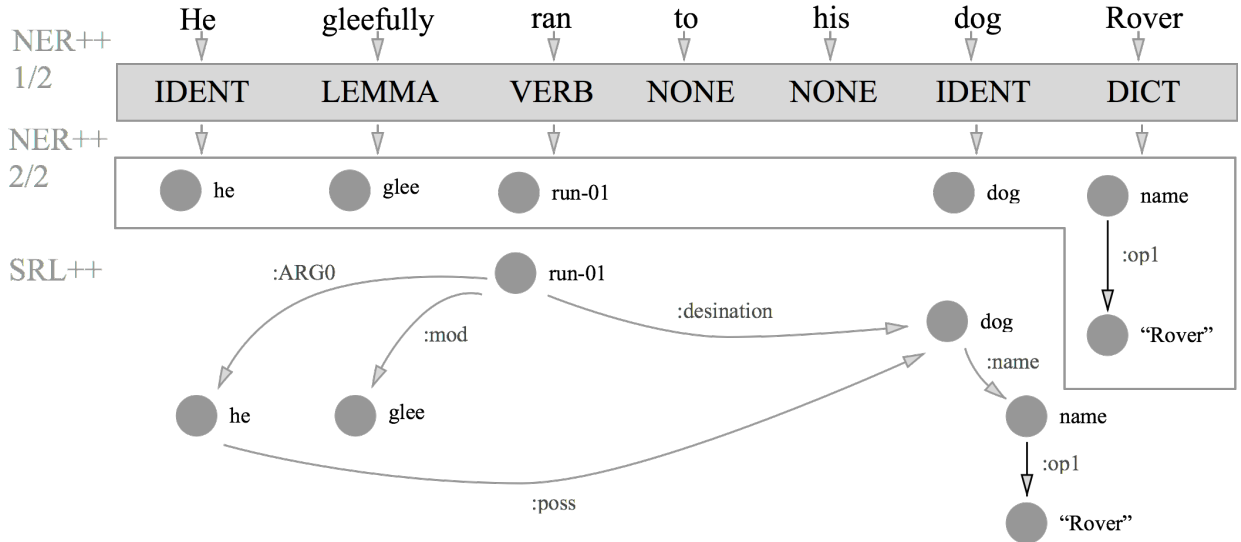 He gleefully ran to his dog Rover
NER++
1/2
IDENT LEMMA VERB NONE NONE IDENT DICT
NER++
2/2
he glee run-01 dog name
:op1
"Rover"
SRL++
:ARG0 run-01
:mod :desination dog
:name
he glee name
:op1
:poss
"Rover"